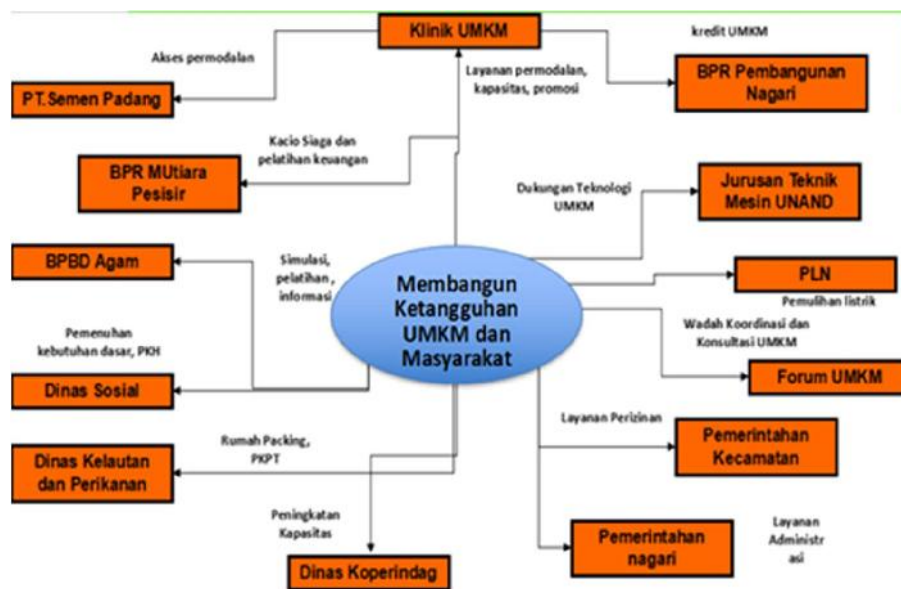 Klinik UMKM
kredit UMKM
Akses permodalan
Layanan permodalan,
kapasitas, promosi
BPR Pembangunan
Nagari
PT.Semen Padang
Kacio Siaga dan
pelatihan keuangan
BPR MUtiara
Pesisir
Dukungan Teknologi
UMKM
Jurusan Teknik
Mesin UNAND
BPBD Agam
Simulasi,
pelatihan ,
informasi
Membangun
Ketangguhan
UMKM dan
Masyarakat
PLN
Pemulihan listrik
Pemenuhan
kebutuhan dasar, PKH
Wadah Koordinasi dan
Konsultasi UMKM
Dinas Sosial
Forum UMKM
Rumah Packing,
PKPT
Layanan Perizinan
Dinas Kelautan
dan Perikanan
Pemerintahan
Kecamatan
Peningkatan
Kapasitas
Dinas Koperindag
Pemerintahan
nagari
Layanan
Administr
asi